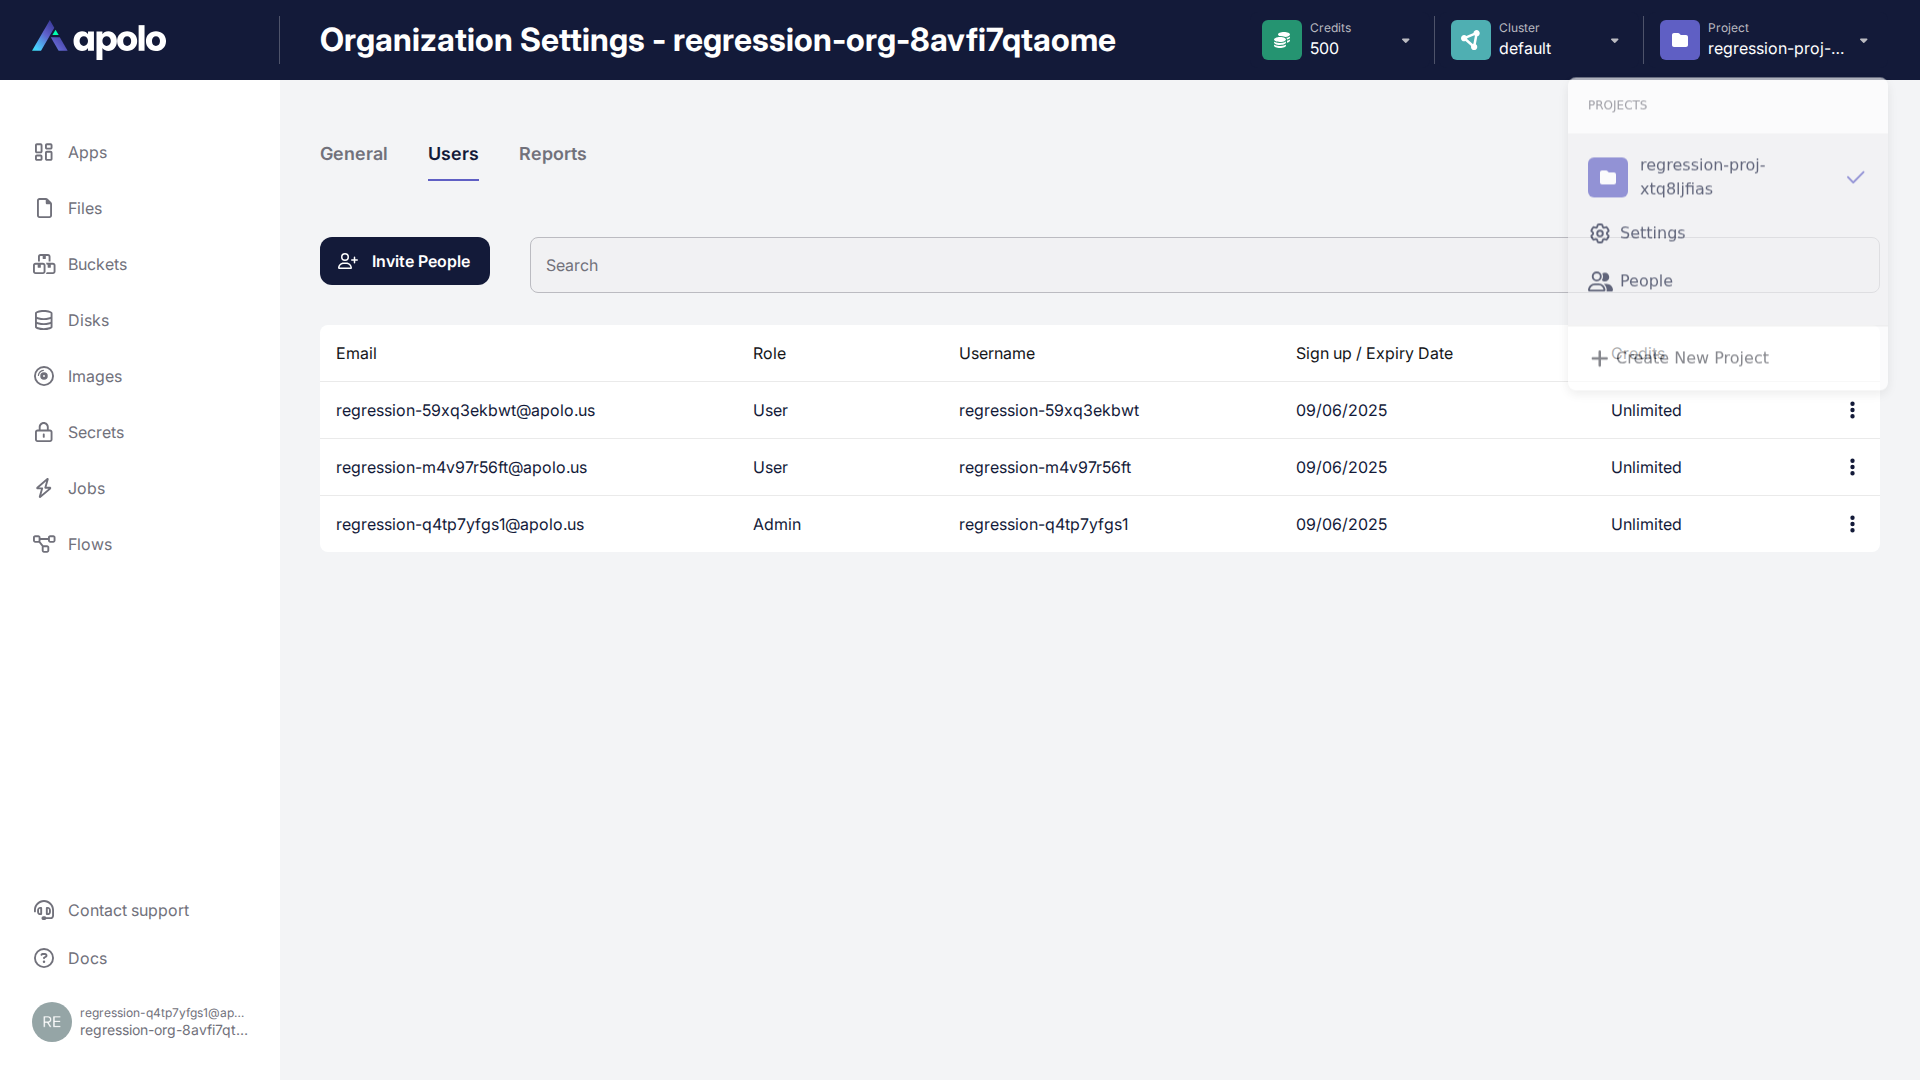 apolo
Organization Settings - regression-org-8avfi7qtaome
Credits
500
Cluster
default
Project
regression-proj-...
Apps
Files
Buckets
Disks
Images
Secrets
Jobs
Flows
General Users Reports
PROJECTS
regression-proj-
xtq8ljfias
Settings
People
Create New Project
Invite People
Search
Email Role Username Sign up / Expiry Date Credits
regression-59xq3ekbwt@apolo.us User regression-59xq3ekbwt 09/06/2025 Unlimited
regression-m4v97r56ft@apolo.us User regression-m4v97r56ft 09/06/2025 Unlimited
regression-q4tp7yfgs1@apolo.us Admin regression-q4tp7yfgs1 09/06/2025 Unlimited
Contact support
Docs
RE
regression-q4tp7yfgs1@ap...
regression-org-8avfi7qt...